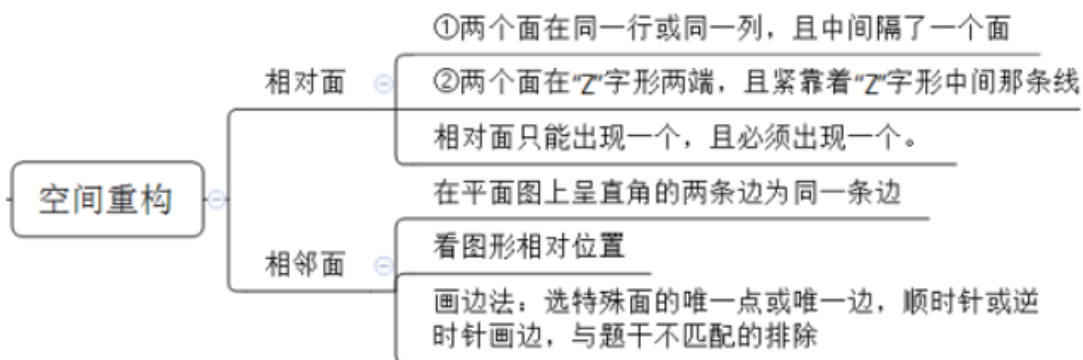 ①两个面在同一行或同一列，且中间隔了一个面
相对面
②两个面在“Z”字形两端，且紧靠着“Z”字形中间那条线
相对面只能出现一个，且必须出现一个。
空间重构
在平面图上呈直角的两条边为同一条边
相邻面
看图形相对位置
画边法：选特殊面的唯一点或唯一边，顺时针或逆
时针画边，与题干不匹配的排除